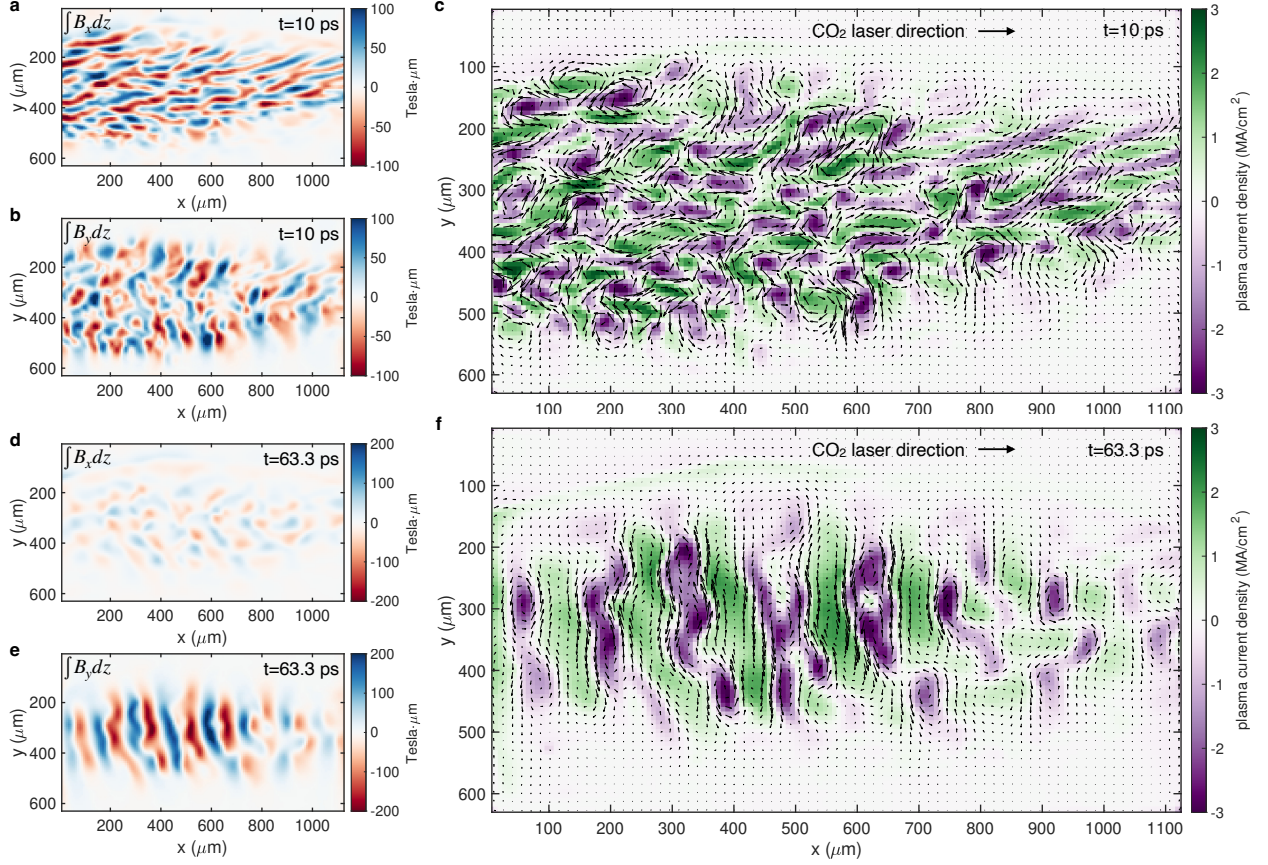 a
∫B_x dz
t=10 ps
200
400
600
y (μm)
200 400 600 800 1000
x (μm)
100
50
0
-50
-100
Tesla·μm
b
∫B_y dz
t=10 ps
200
400
600
y (μm)
200 400 600 800 1000
x (μm)
100
50
0
-50
-100
Tesla·μm
c
CO₂ laser direction
t=10 ps
100
200
300
400
500
600
y (μm)
100 200 300 400 500 600 700 800 900 1000 1100
3
2
1
0
-1
-2
-3
plasma current density (MA/cm²)
d
∫B_x dz
t=63.3 ps
200
400
600
y (μm)
200 400 600 800 1000
200
100
0
-100
-200
Tesla·μm
e
∫B_y dz
t=63.3 ps
200
400
600
y (μm)
200 400 600 800 1000
x (μm)
200
100
0
-100
-200
Tesla·μm
f
CO₂ laser direction
t=63.3 ps
100
200
300
400
500
600
y (μm)
100 200 300 400 500 600 700 800 900 1000 1100
x (μm)
3
2
1
0
-1
-2
-3
plasma current density (MA/cm²)